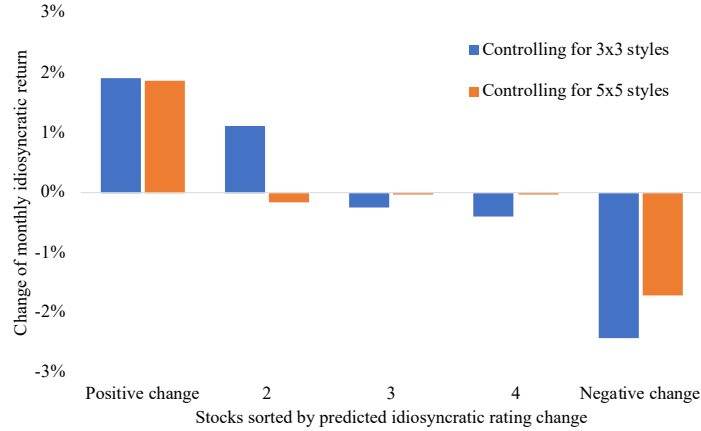 3%
2%
1%
0%
-1%
-2%
-3%
Change of monthly idiosyncratic return
Controlling for 3x3 styles
Controlling for 5x5 styles
Positive change 2 3 4 Negative change
Stocks sorted by predicted idiosyncratic rating change